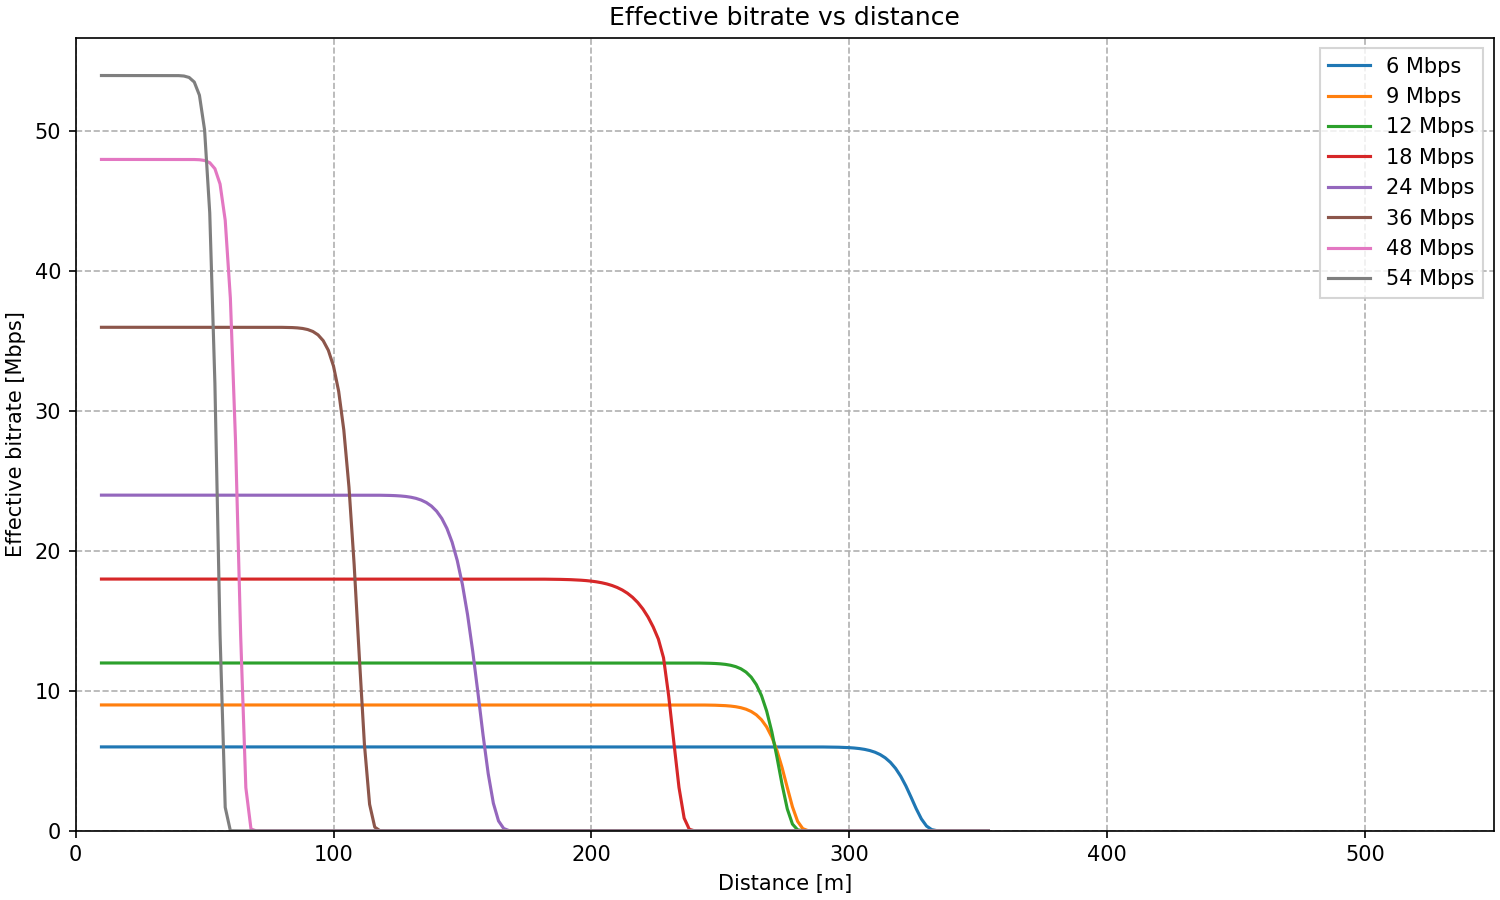 Effective bitrate vs distance
6 Mbps
9 Mbps
12 Mbps
18 Mbps
24 Mbps
36 Mbps
48 Mbps
54 Mbps
Effective bitrate [Mbps]
50
40
30
20
10
0
0 100 200 300 400 500
Distance [m]